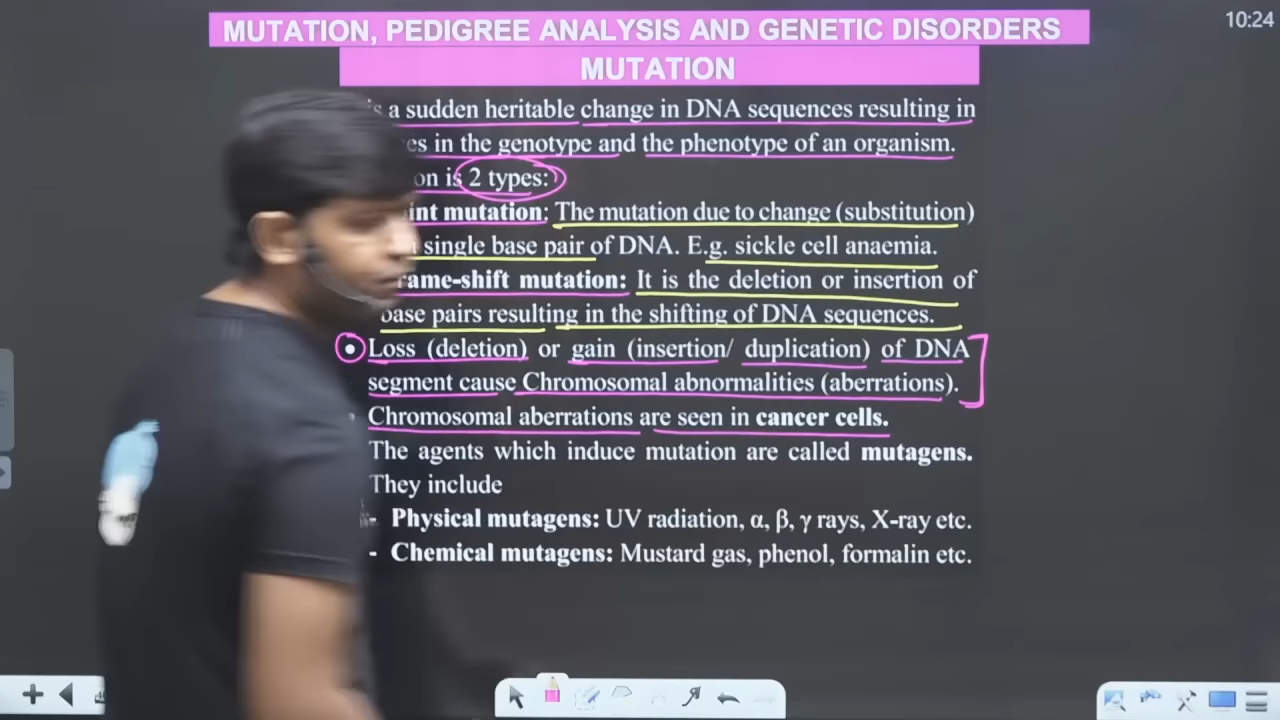 MUTATION, PEDIGREE ANALYSIS AND GENETIC DISORDERS
10:24
MUTATION
is a sudden heritable change in DNA sequences resulting in
in the genotype and the phenotype of an organism.
is 2 types:
mutation: The mutation due to change (substitution)
single base pair of DNA. E.g. sickle cell anaemia.
mutation: It is the deletion or insertion of
base pairs resulting in the shifting of DNA sequences.
• Loss (deletion) or gain (insertion/ duplication) of DNA
segment cause Chromosomal abnormalities (aberrations).
Chromosomal aberrations are seen in cancer cells.
The agents which induce mutation are called mutagens.
They include
- Physical mutagens: UV radiation, α, β, γ rays, X-ray etc.
- Chemical mutagens: Mustard gas, phenol, formalin etc.